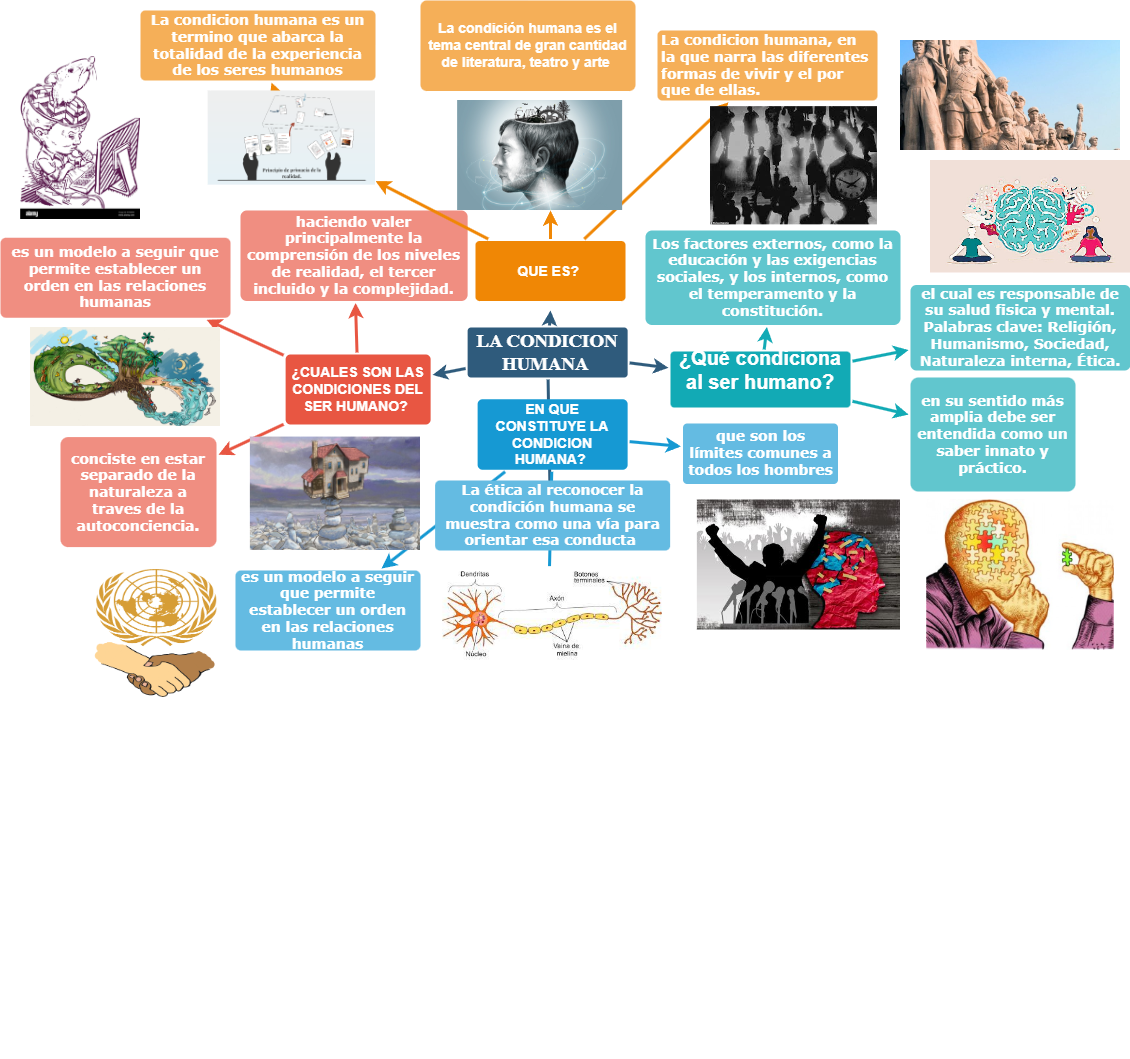 La condicion humana es un
termino que abarca la
totalidad de la experiencia
de los seres humanos
La condición humana es el
tema central de gran cantidad
de literatura, teatro y arte
La condicion humana, en
la que narra las diferentes
formas de vivir y el por
que de ellas.
Principio de primacía de la
realidad.
alamy
haciendo valer
principalmente la
comprensión de los niveles
de realidad, el tercer
incluido y la complejidad.
es un modelo a seguir que
permite establecer un
orden en las relaciones
humanas
QUE ES?
Los factores externos, como la
educación y las exigencias
sociales, y los internos, como
el temperamento y la
constitución.
el cual es responsable de
su salud fisica y mental.
Palabras clave: Religión,
Humanismo, Sociedad,
Naturaleza interna, Ética.
LA CONDICION
HUMANA
¿CUALES SON LAS
CONDICIONES DEL
SER HUMANO?
¿Qué condiciona
al ser humano?
EN QUE
CONSTITUYE LA
CONDICION
HUMANA?
en su sentido más
amplia debe ser
entendida como un
saber innato y
práctico.
que son los
límites comunes a
todos los hombres
conciste en estar
separado de la
naturaleza a
traves de la
autoconciencia.
La ética al reconocer la
condición humana se
muestra como una vía para
orientar esa conducta
es un modelo a seguir
que permite
establecer un orden
en las relaciones
humanas
Dendritas
Botones
terminales
Axón
Núcleo
Vaina de
mielina